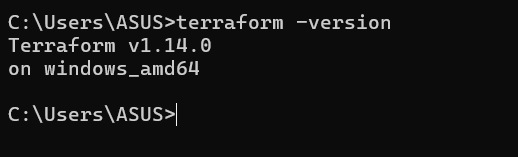 C:\Users\ASUS>terraform -version
Terraform v1.14.0
on windows_amd64
C:\Users\ASUS>